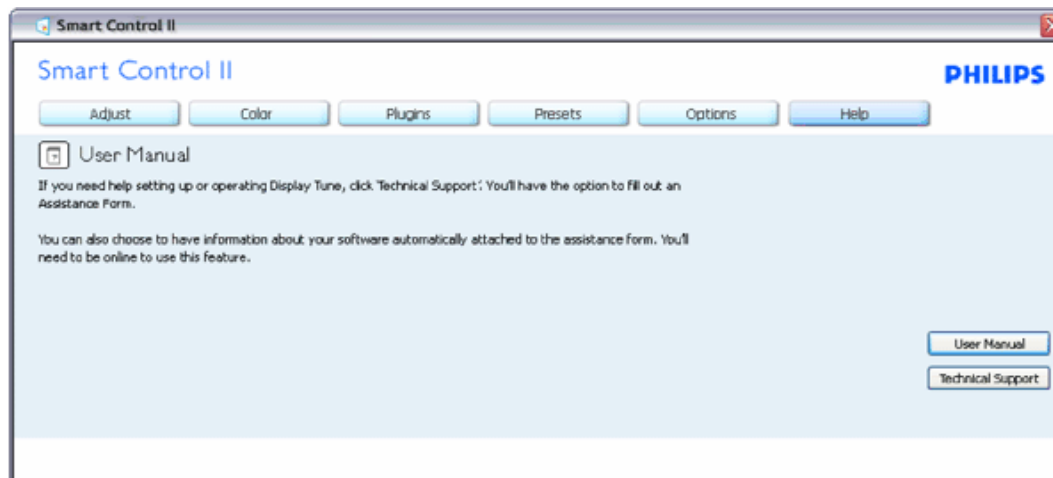 Smart Control II
Smart Control II
PHILIPS
Adjust Color Plugins Presets Options Help
User Manual
If you need help setting up or operating Display Tune, click 'Technical Support'. You'll have the option to fill out an
Assistance Form.
You can also choose to have information about your software automatically attached to the assistance form. You'll
need to be online to use this feature.
User Manual
Technical Support